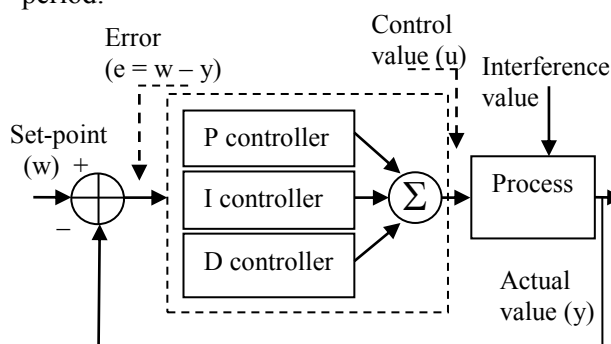 period.
Error
(e = w – y)
Control
value (u)
Interference
value
Set-point
(w) +
–
P controller
I controller
D controller
Σ
Process
Actual
value (y)